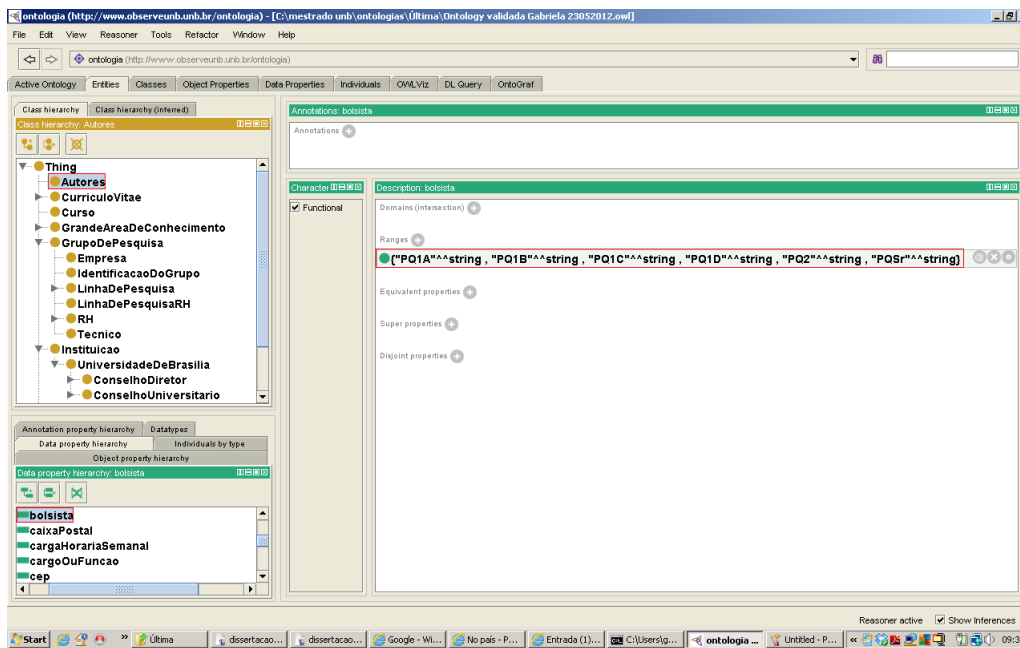 ontologia (http://www.observeunb.unb.br/ontologia) - [C:\mestrado unb\ontologias\Última\Ontology validada Gabriela 23052012.owl]
File Edit View Reasoner Tools Refactor Window Help
ontologia (http://www.observeunb.unb.br/ontologia)
Active Ontology Entities Classes Object Properties Data Properties Individuals OWLViz DL Query OntoGraf
Class hierarchy Class hierarchy (inferred)
Class hierarchy: Autores
Thing
Autores
CurriculoVitae
Curso
GrandeAreaDeConhecimento
GrupoDePesquisa
Empresa
IdentificacaoDoGrupo
LinhaDePesquisa
LinhaDePesquisaRH
RH
Tecnico
Instituicao
UniversidadeDeBrasilia
ConselhoDiretor
ConselhoUniversitario
Annotation property hierarchy Datatypes
Data property hierarchy Individuals by type
Object property hierarchy
Data property hierarchy: bolsista
bolsista
caixaPostal
cargaHorariaSemanal
cargoOuFuncao
cep
Annotations: bolsista
Annotations
Character
Functional
Description: bolsista
Domains (intersection)
Ranges
{"PQ1A"^^string , "PQ1B"^^string , "PQ1C"^^string , "PQ1D"^^string , "PQ2"^^string , "PQSr"^^string}
Equivalent properties
Super properties
Disjoint properties
Reasoner active Show Inferences
Start Última dissertacao... dissertacao... Google - Wi... No país - P... Entrada (1)... C:\Users\g... ontologia ... Untitled - P... 09:3